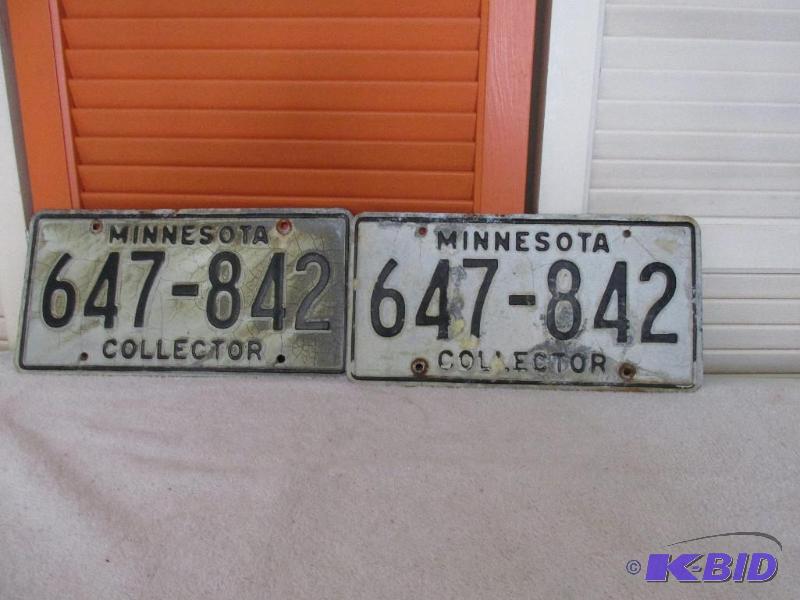 MINNESOTA
647-842
COLLECTOR
MINNESOTA
647-842
COLLECTOR
© K-BID